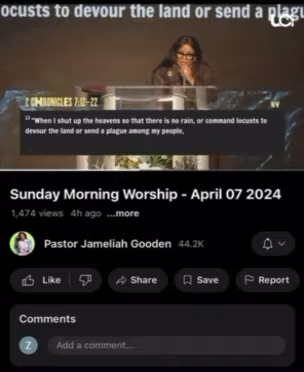 ocusts to devour the land or send a plagu
2 CHRONICLES 7:12-22
NIV
13 "When I shut up the heavens so that there is no rain, or command locusts to
devour the land or send a plague among my people,
Sunday Morning Worship - April 07 2024
1,474 views 4h ago ...more
Pastor Jameliah Gooden 44.2K
Like
Share
Save
Report
Comments
Z
Add a comment...